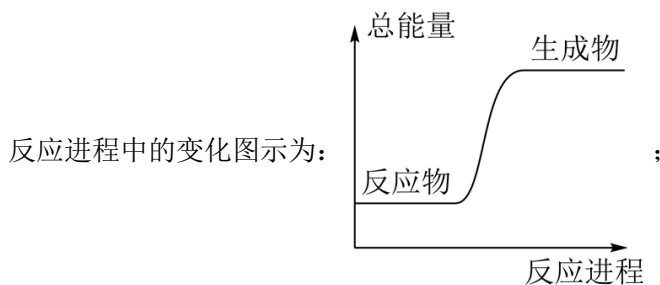 总能量
生成物
反应进程中的变化图示为：
；
反应物
反应进程